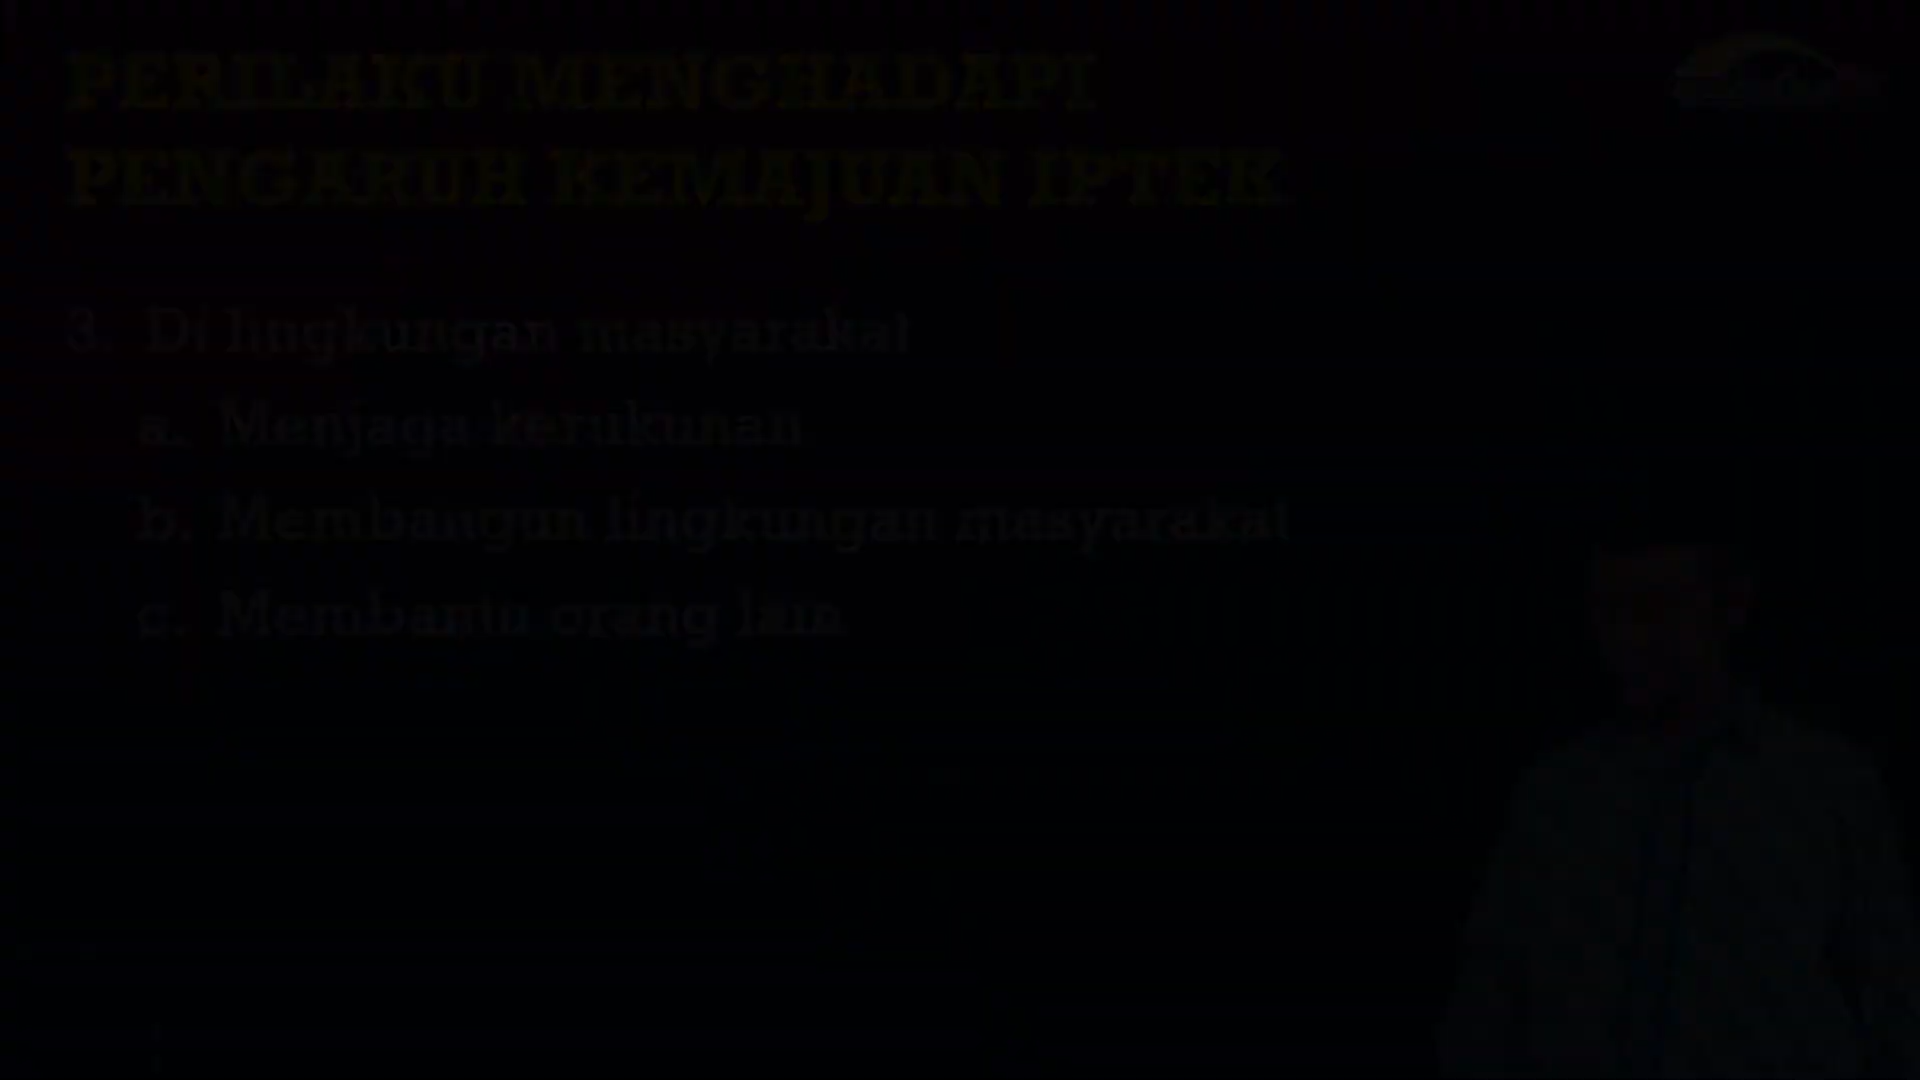 PERILAKU MENGHADAPI
PENGARUH KEMAJUAN IPTEK
3. Di lingkungan masyarakat
a. Menjaga kerukunan
b. Membangun lingkungan masyarakat
c. Membantu orang lain